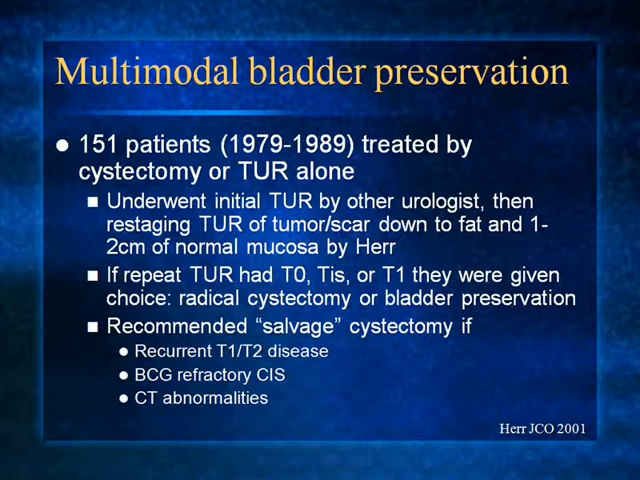 Multimodal bladder preservation
151 patients (1979-1989) treated by
cystectomy or TUR alone
Underwent initial TUR by other urologist, then
restaging TUR of tumor/scar down to fat and 1-
2cm of normal mucosa by Herr
If repeat TUR had T0, Tis, or T1 they were given
choice: radical cystectomy or bladder preservation
Recommended “salvage” cystectomy if
Recurrent T1/T2 disease
BCG refractory CIS
CT abnormalities
Herr JCO 2001